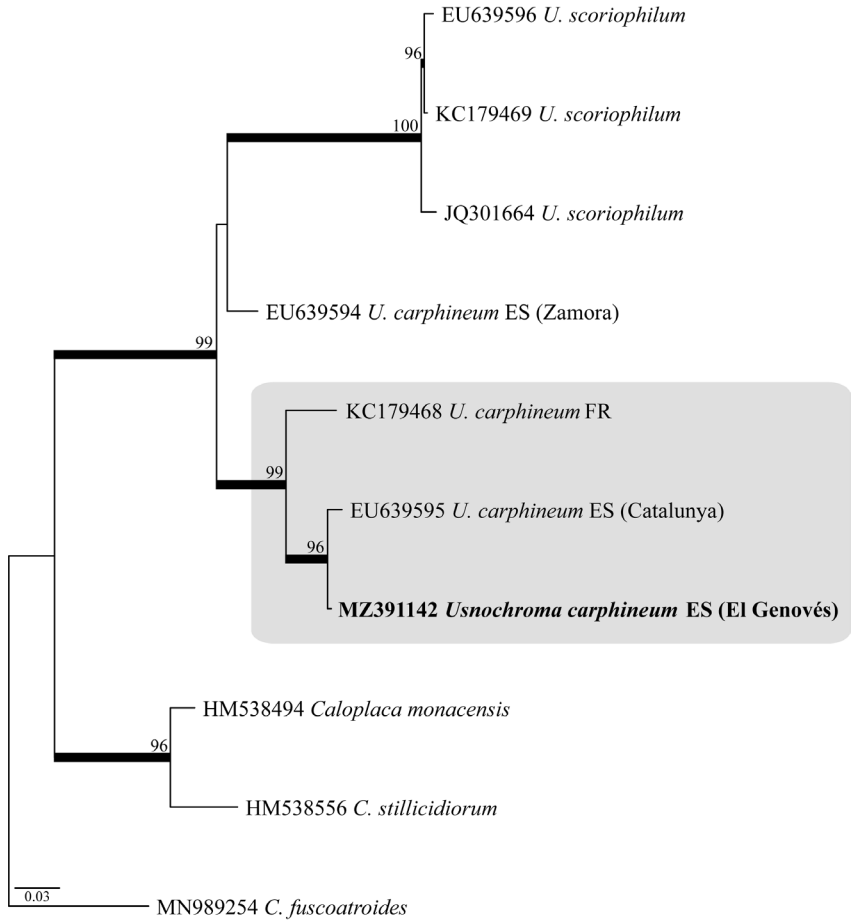 EU639596 U. scoriophilum
96
KC179469 U. scoriophilum
100
JQ301664 U. scoriophilum
EU639594 U. carphineum ES (Zamora)
99
KC179468 U. carphineum FR
99
EU639595 U. carphineum ES (Catalunya)
96
MZ391142 Usnochroma carphineum ES (El Genovés)
HM538494 Caloplaca monacensis
96
HM538556 C. stillicidiorum
0.03
MN989254 C. fuscoatroides